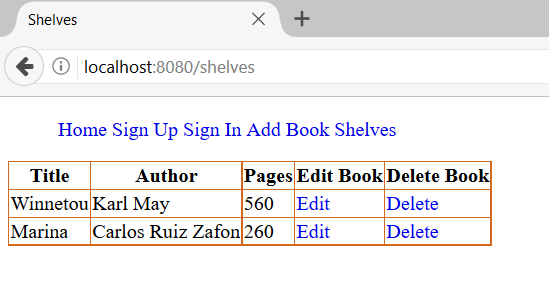 Shelves
localhost:8080/shelves
Home Sign Up Sign In Add Book Shelves
Title Author Pages Edit Book Delete Book
Winnetou Karl May 560 Edit Delete
Marina Carlos Ruiz Zafon 260 Edit Delete